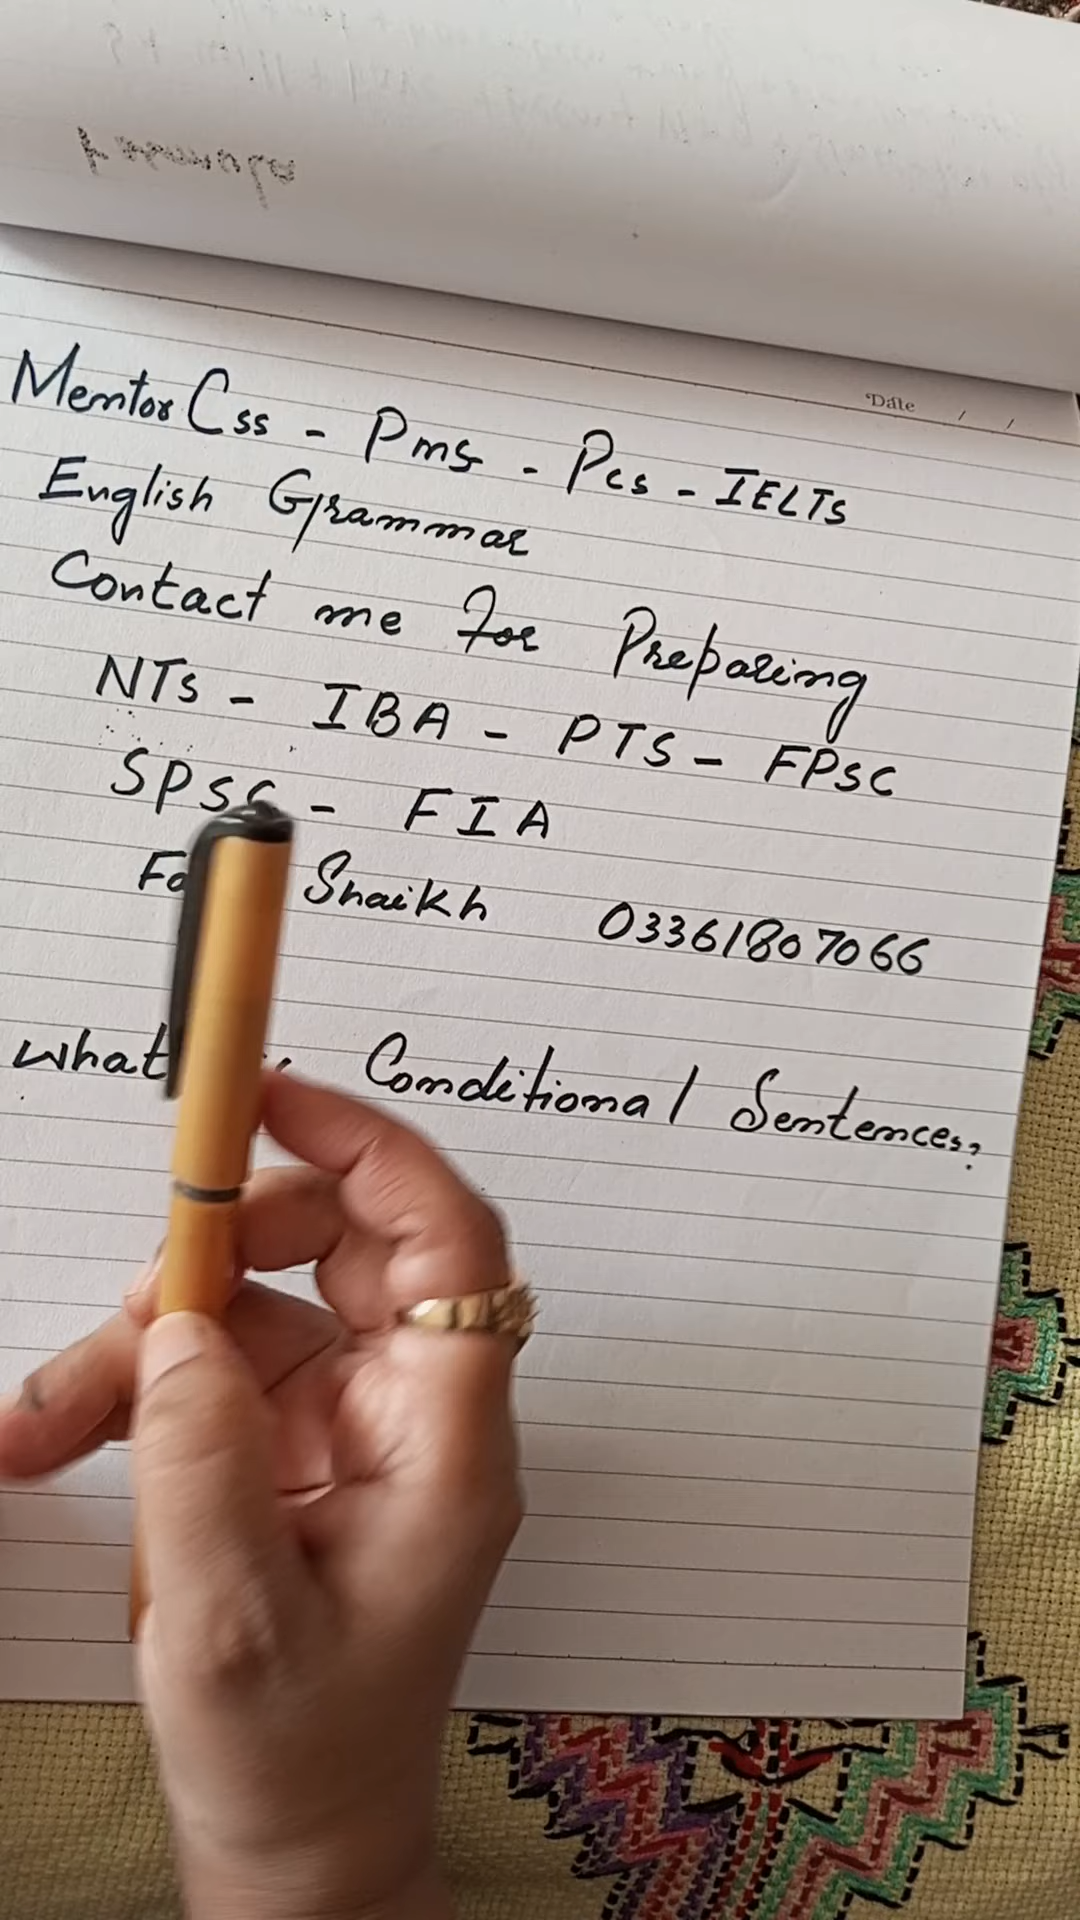 Date / /
Mentor Css - Pms - Pcs - IELTs
English Grammar
Contact me For Preparing
NTs - IBA - PTS - FPSC
SPSC - FIA
Shaikh 03361807066
what Conditional Sentences?